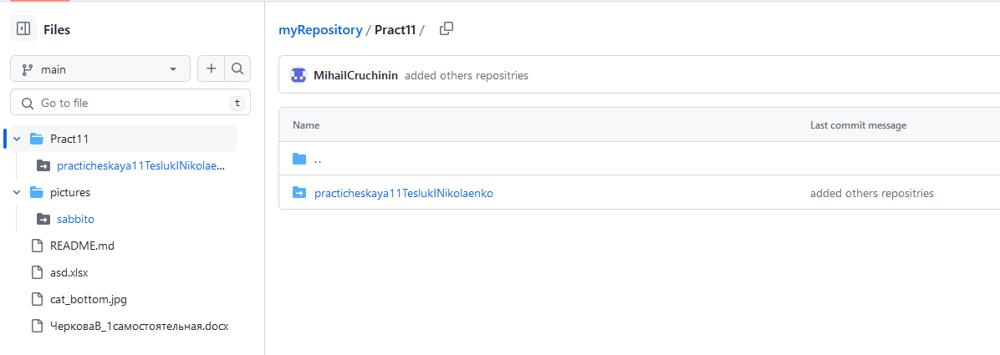 Files
main
Go to file
t
Pract11
practicheskaya11TeslukINikolae...
pictures
sabbito
README.md
asd.xlsx
cat_bottom.jpg
ЧерковаВ_1самостоятельная.docx
myRepository / Pract11 /
MihailCruchinin added others repositries
Name Last commit message
..
practicheskaya11TeslukINikolaenko added others repositries